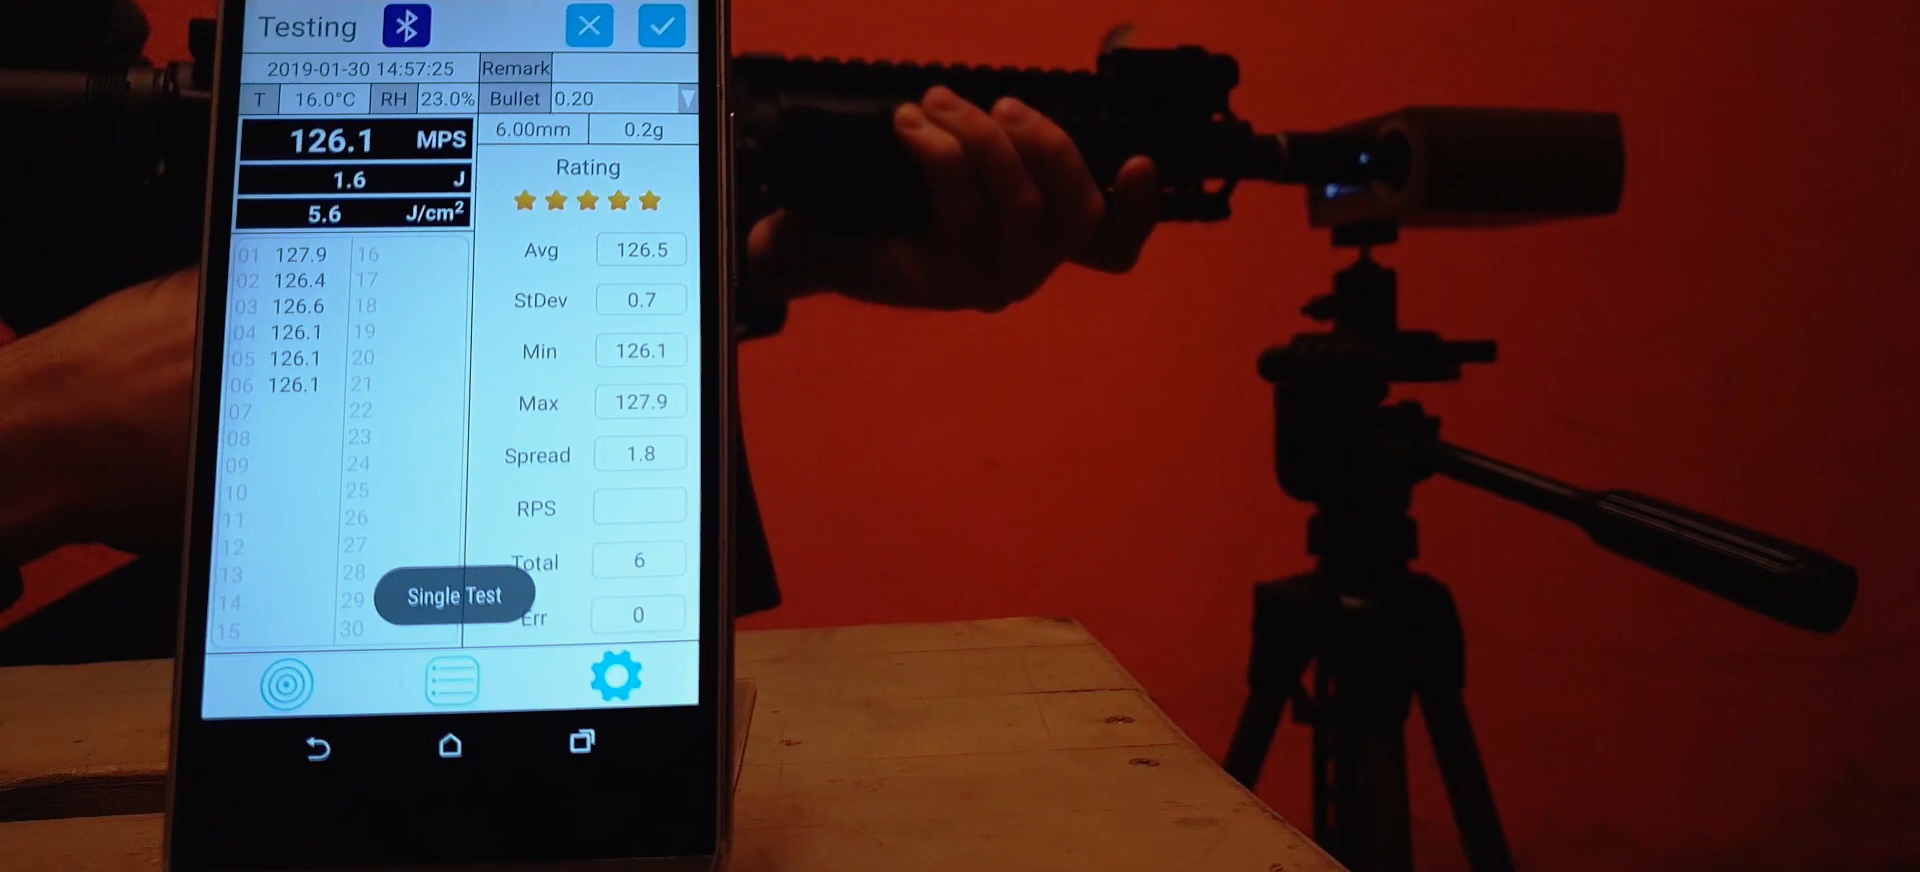 Testing
2019-01-30 14:57:25 Remark
T 16.0°C RH 23.0% Bullet 0.20
126.1 MPS 6.00mm 0.2g
1.6 J
5.6 J/cm²
Rating
Avg 126.5
StDev 0.7
Min 126.1
Max 127.9
Spread 1.8
RPS
Total 6
Err 0
01 127.9 16
02 126.4 17
03 126.6 18
04 126.1 19
05 126.1 20
06 126.1 21
07 22
08 23
09 24
10 25
11 26
12 27
13 28
14 29
15 30
Single Test